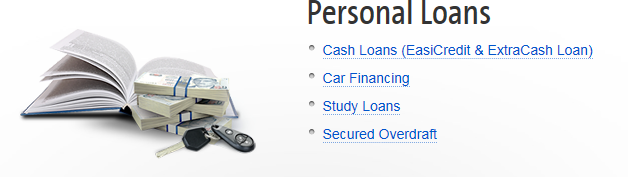 Personal Loans
Cash Loans (EasiCredit & ExtraCash Loan)
Car Financing
Study Loans
Secured Overdraft